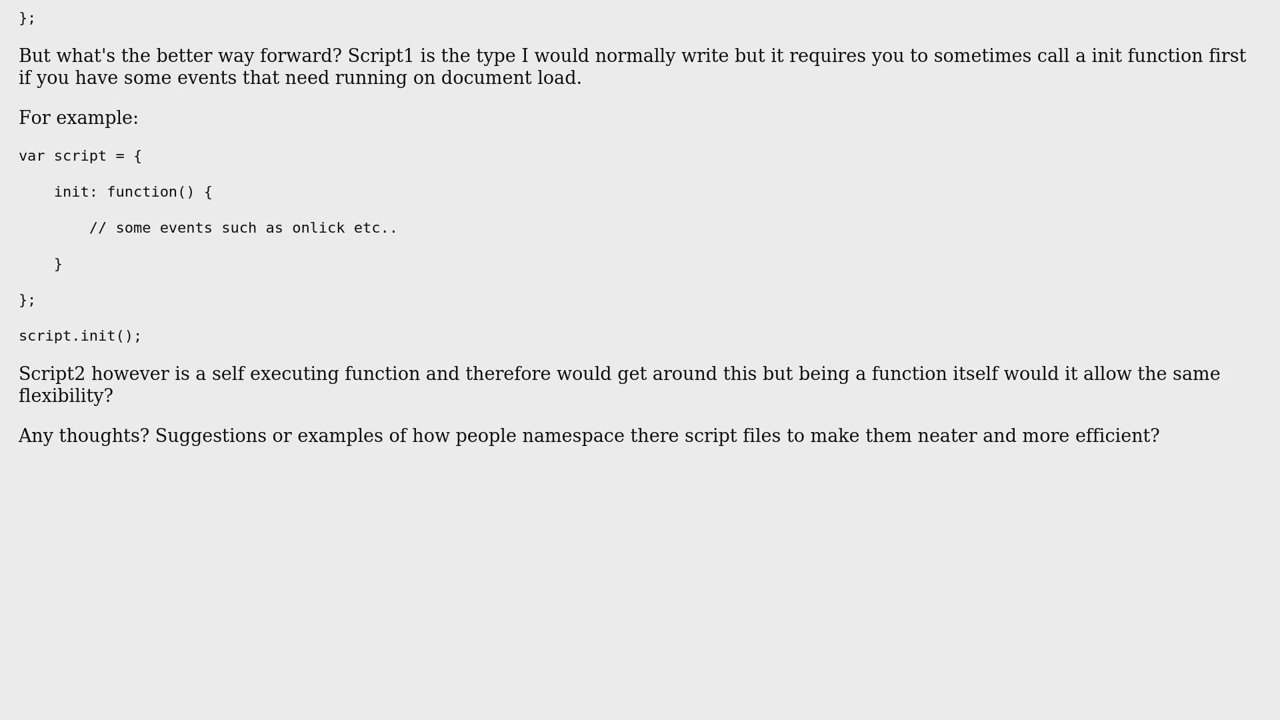 };
But what's the better way forward? Script1 is the type I would normally write but it requires you to sometimes call a init function first
if you have some events that need running on document load.
For example:
var script = {
    init: function() {
        // some events such as onlick etc..
    }
};
script.init();
Script2 however is a self executing function and therefore would get around this but being a function itself would it allow the same
flexibility?
Any thoughts? Suggestions or examples of how people namespace there script files to make them neater and more efficient?